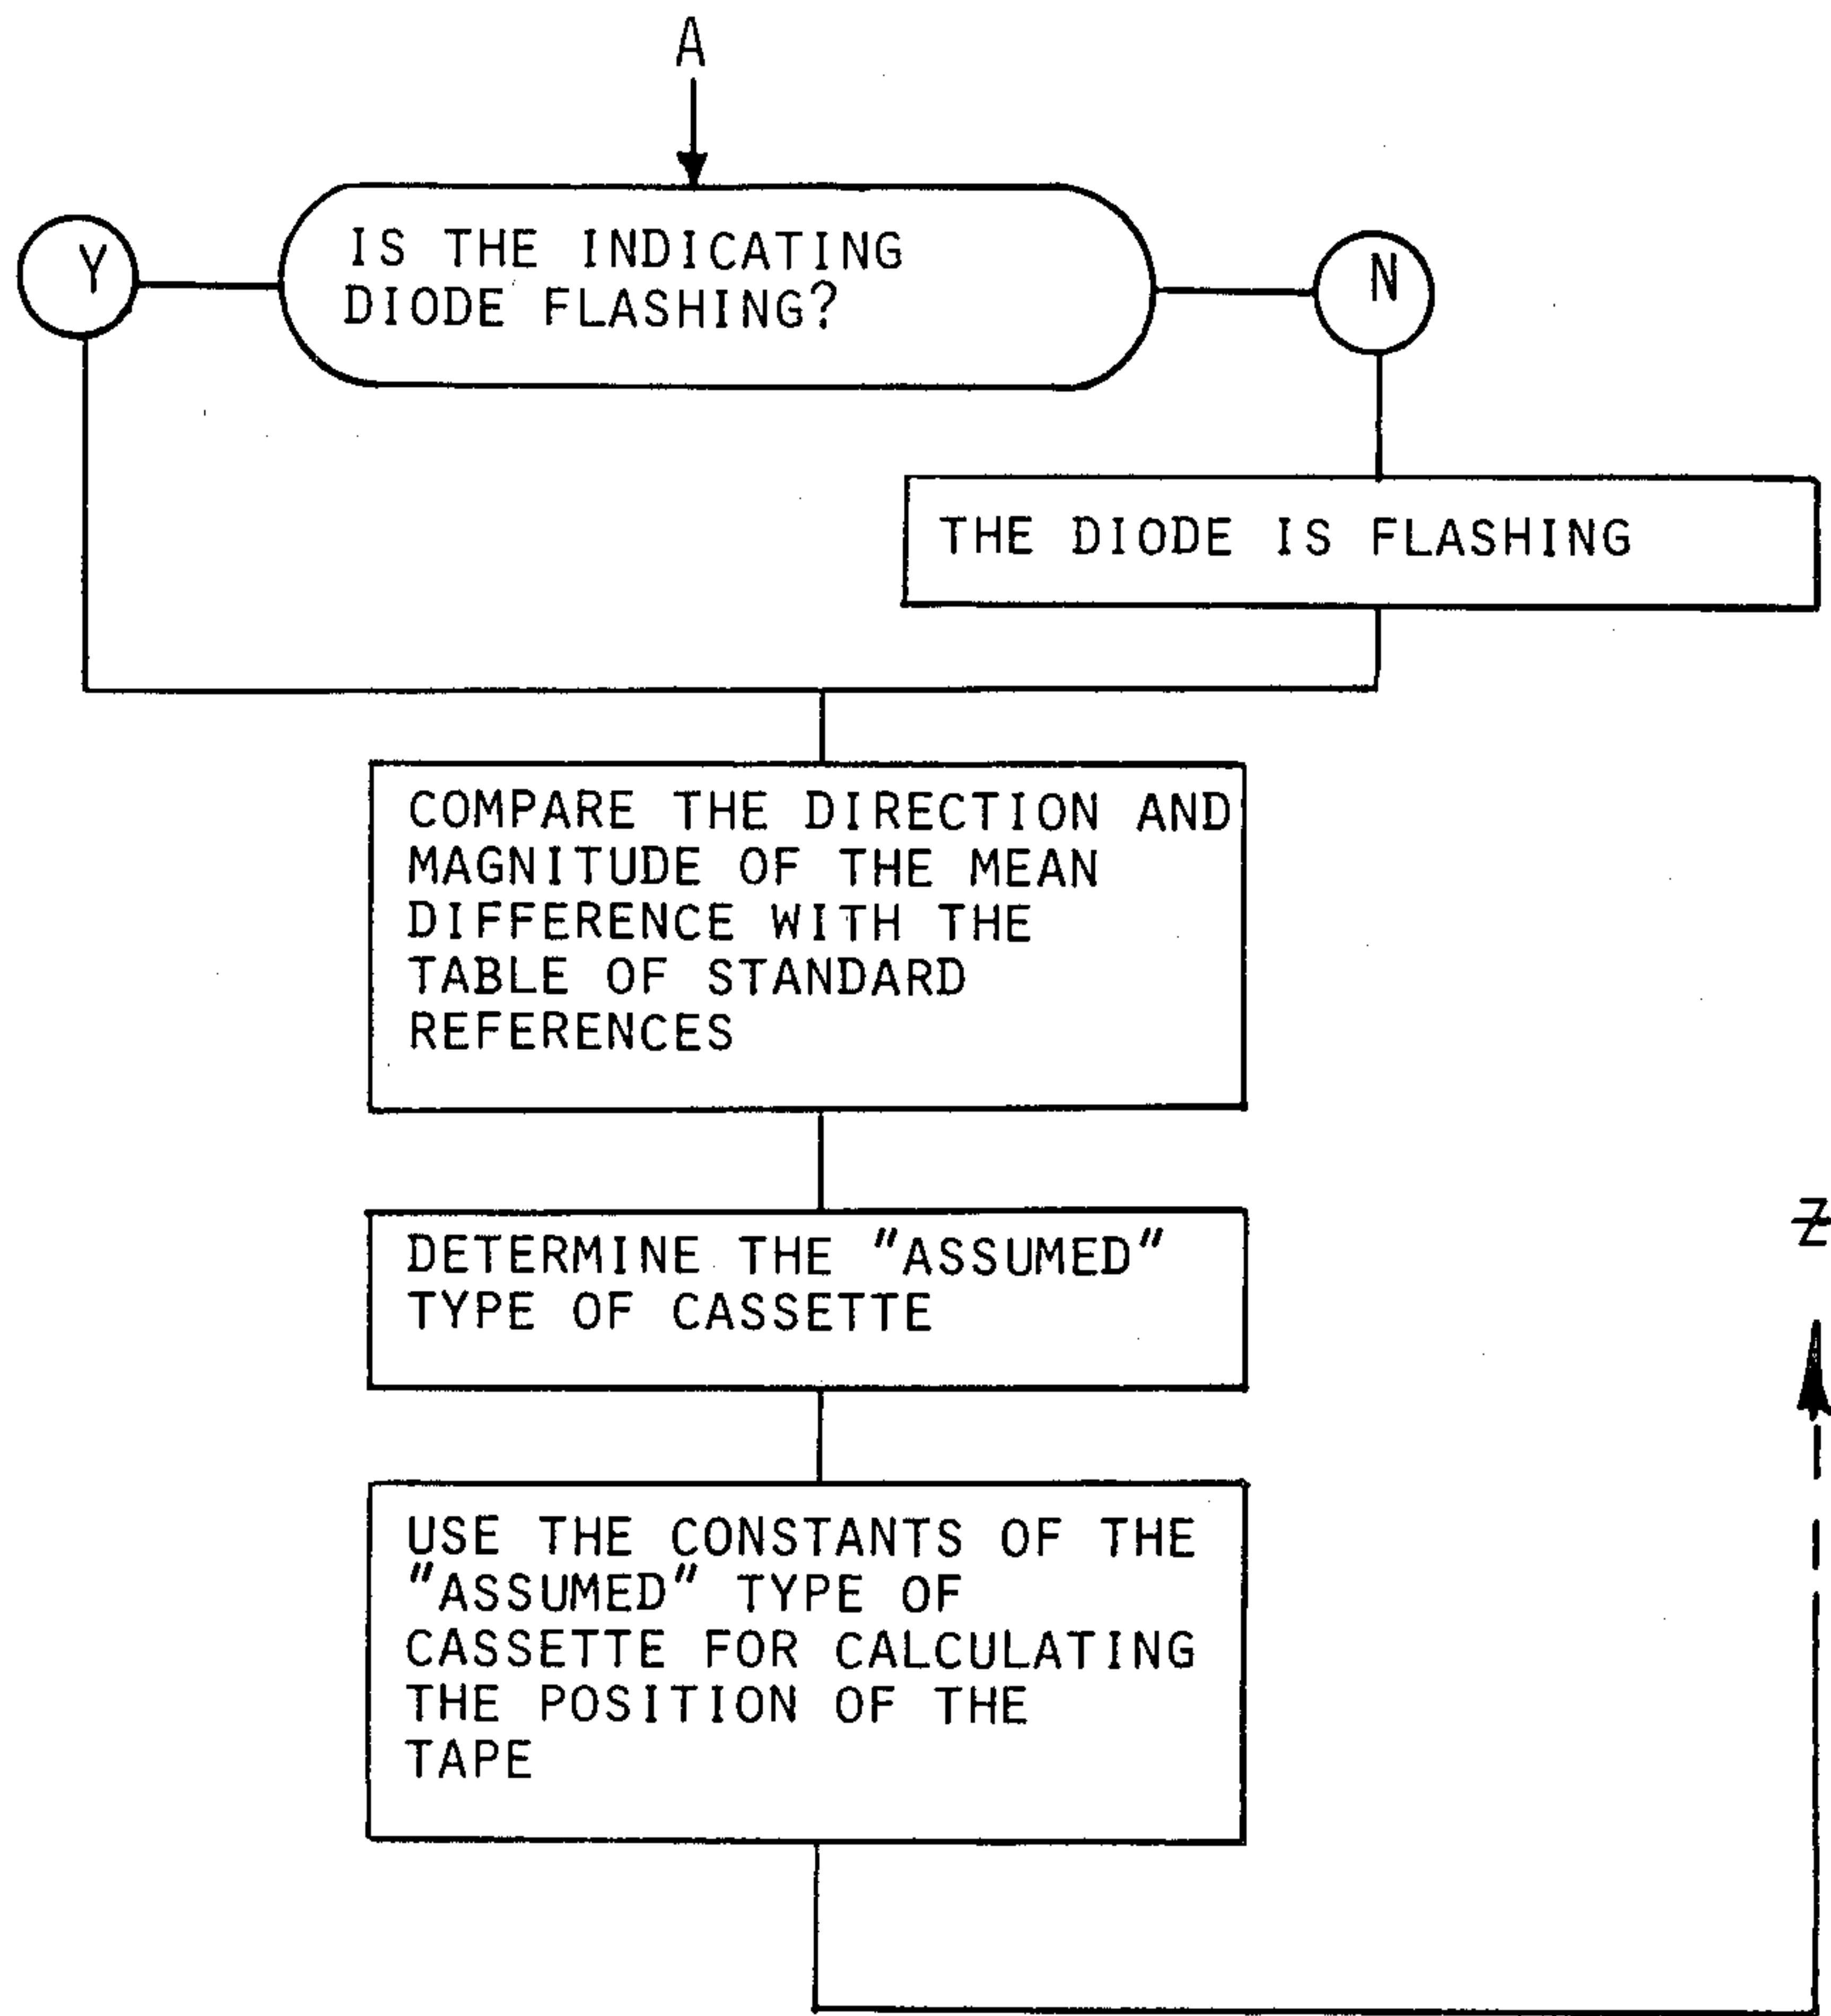 A
IS THE INDICATING
DIODE FLASHING?
Y
N
THE DIODE IS FLASHING
COMPARE THE DIRECTION AND
MAGNITUDE OF THE MEAN
DIFFERENCE WITH THE
TABLE OF STANDARD
REFERENCES
DETERMINE THE "ASSUMED"
TYPE OF CASSETTE
USE THE CONSTANTS OF THE
"ASSUMED" TYPE OF
CASSETTE FOR CALCULATING
THE POSITION OF THE
TAPE
Z